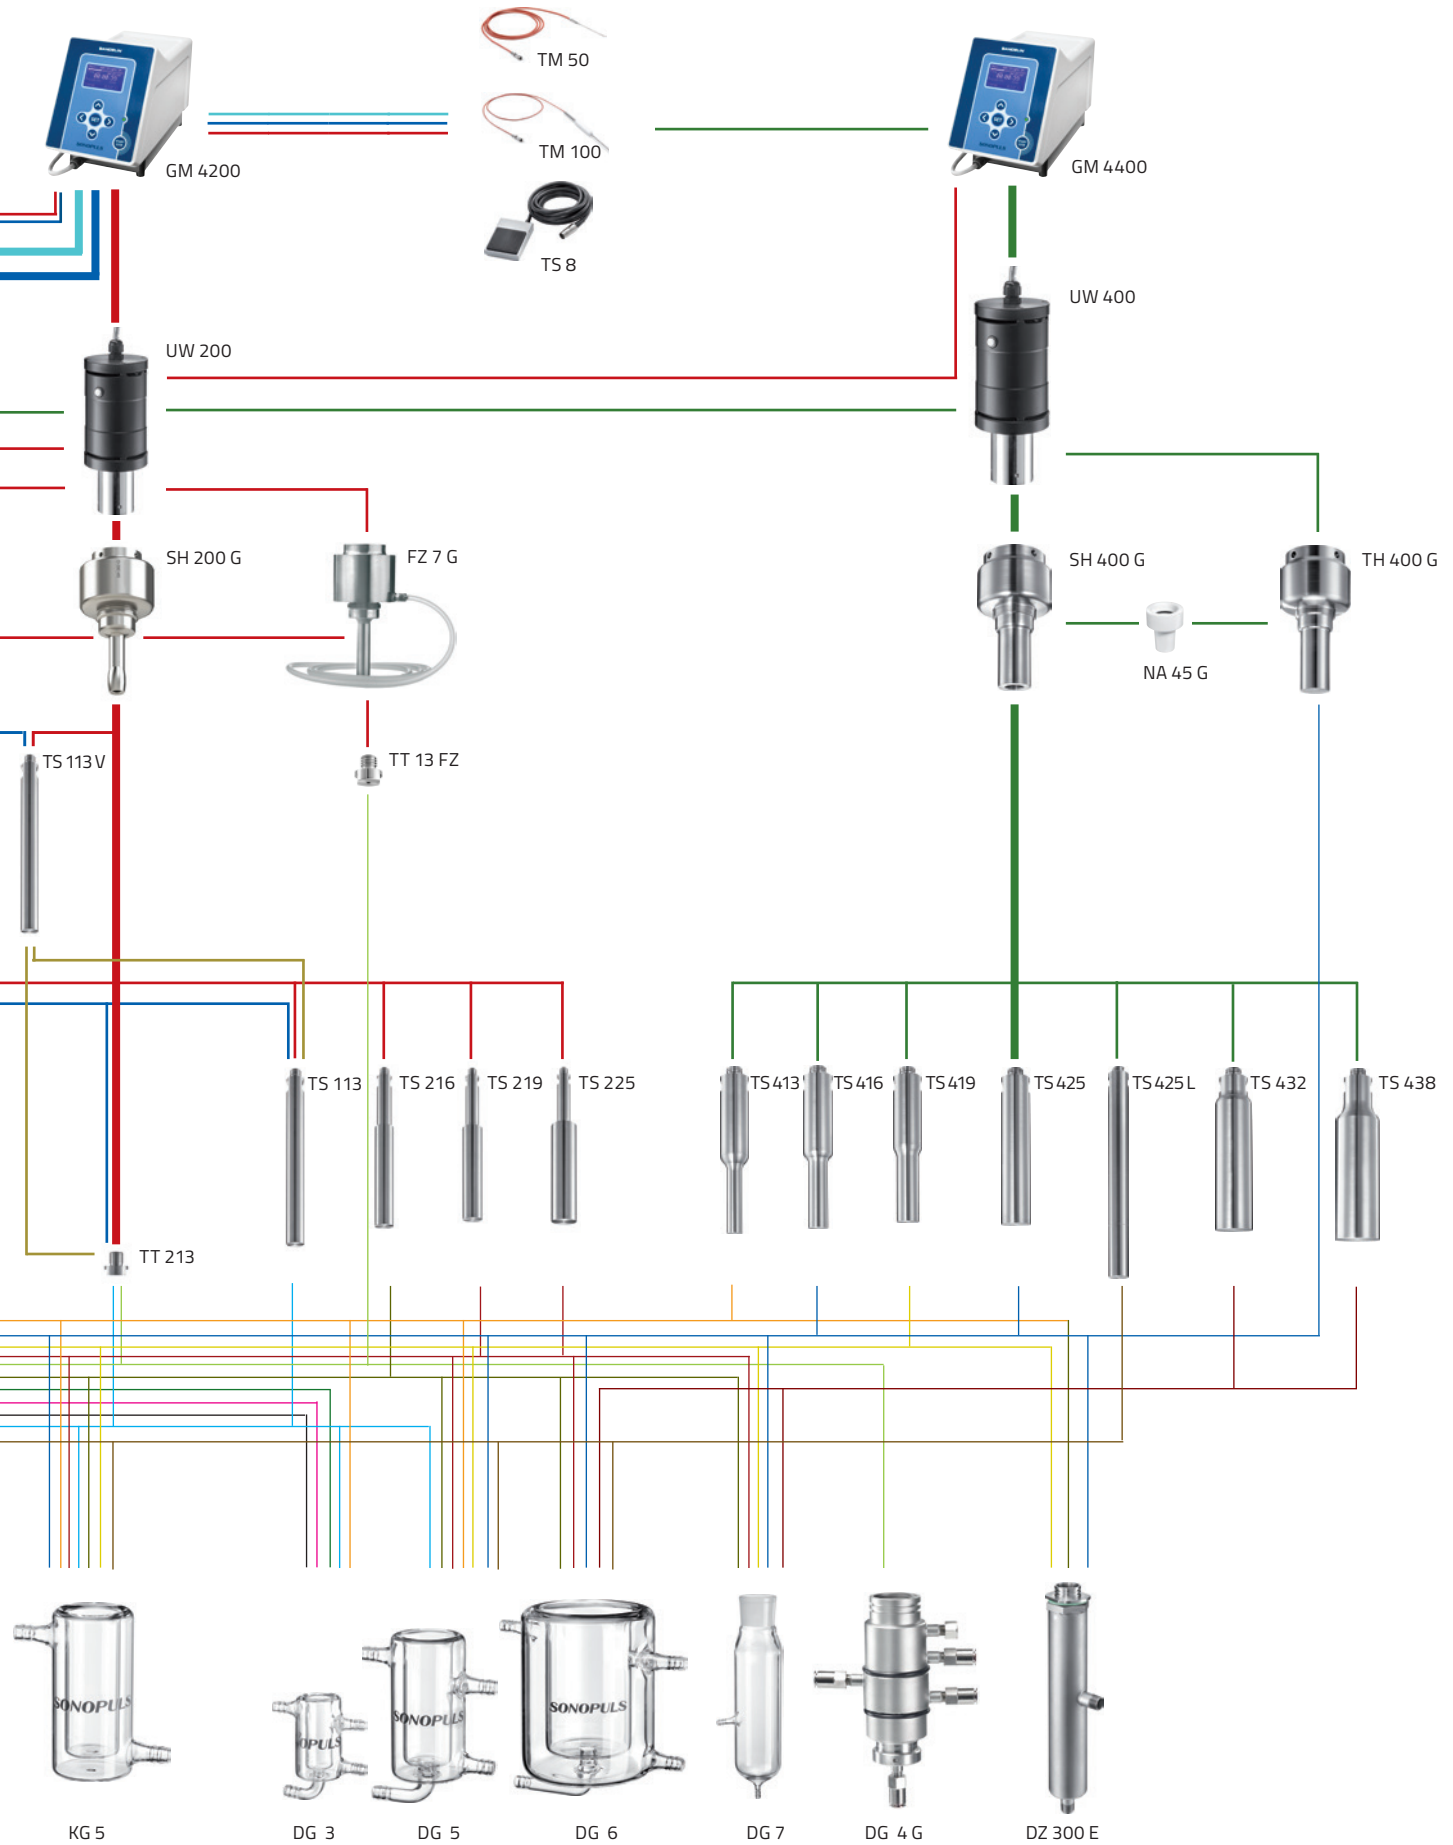 TM 50
TM 100
GM 4200
GM 4400
TS 8
UW 400
UW 200
SH 200 G
FZ 7 G
SH 400 G
TH 400 G
NA 45 G
TS 113 V
TT 13 FZ
TS 113
TS 216
TS 219
TS 225
TS 413
TS 416
TS 419
TS 425
TS 425 L
TS 432
TS 438
TT 213
SONOPULS
OPULS
SONOPULS
SONOPULS
KG 5
DG 3
DG 5
DG 6
DG 7
DG 4 G
DZ 300 E